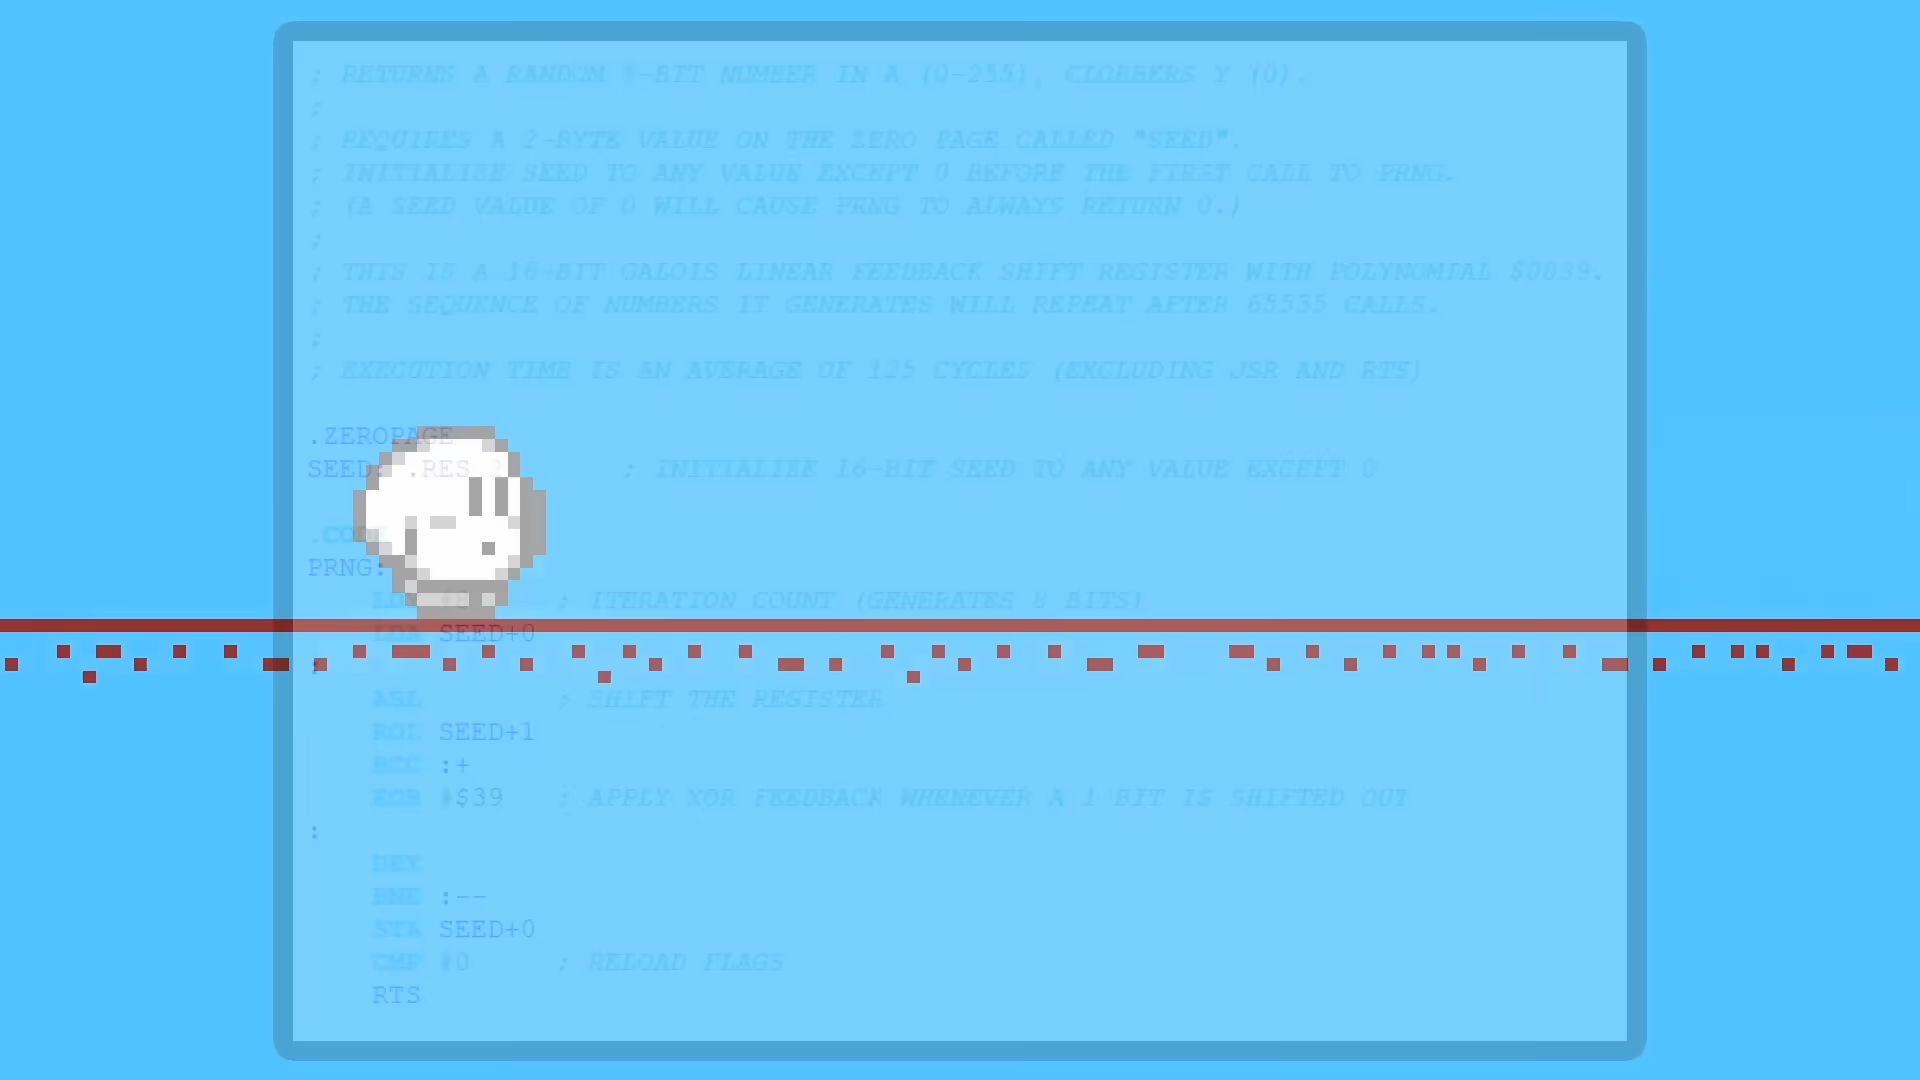 ; RETURNS A RANDOM 8-BIT NUMBER IN A (0-255), CLOBBERS Y (0).
;
; REQUIRES A 2-BYTE VALUE ON THE ZERO PAGE CALLED "SEED".
; INITIALIZE SEED TO ANY VALUE EXCEPT 0 BEFORE THE FIRST CALL TO PRNG.
; (A SEED VALUE OF 0 WILL CAUSE PRNG TO ALWAYS RETURN 0.)
;
; THIS IS A 16-BIT GALOIS LINEAR FEEDBACK SHIFT REGISTER WITH POLYNOMIAL $0039.
; THE SEQUENCE OF NUMBERS IT GENERATES WILL REPEAT AFTER 65535 CALLS.
;
; EXECUTION TIME IS AN AVERAGE OF 125 CYCLES (EXCLUDING JSR AND RTS)
.ZEROPAGE
SEED: .RES 2 ; INITIALIZE 16-BIT SEED TO ANY VALUE EXCEPT 0
.CODE
PRNG:
LDY #8 ; ITERATION COUNT (GENERATES 8 BITS)
LDA SEED+0
:
ASL ; SHIFT THE REGISTER
ROL SEED+1
BCC :+
EOR #$39 ; APPLY XOR FEEDBACK WHENEVER A 1 BIT IS SHIFTED OUT
:
DEY
BNE :--
STA SEED+0
CMP #0 ; RELOAD FLAGS
RTS